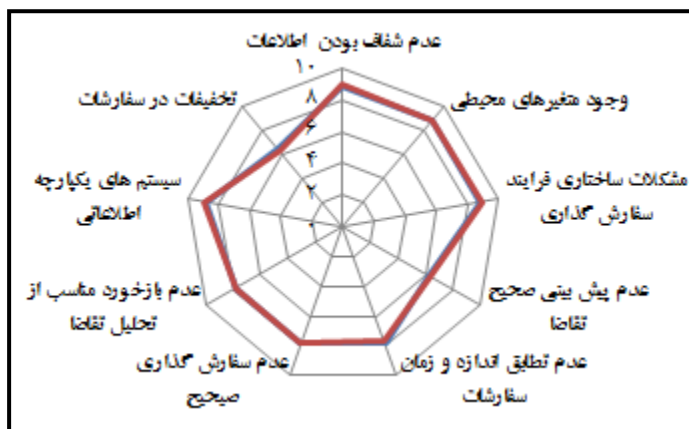 عدم شفاف بودن اطلاعات
۱۰
۸
۶
۴
۲
۰
وجود متغیرهای محیطی
مشکلات ساختاری فرایند
سفارش گذاری
عدم پیش بینی صحیح
تقاضا
عدم تطابق اندازه و زمان
سفارشات
عدم سفارش گذاری
صیحیح
عدم بازخورد مناسب از
تحلیل تقاضا
سیستم های یکپارچه
اطلاعاتی
تخفیفات در سفارشات